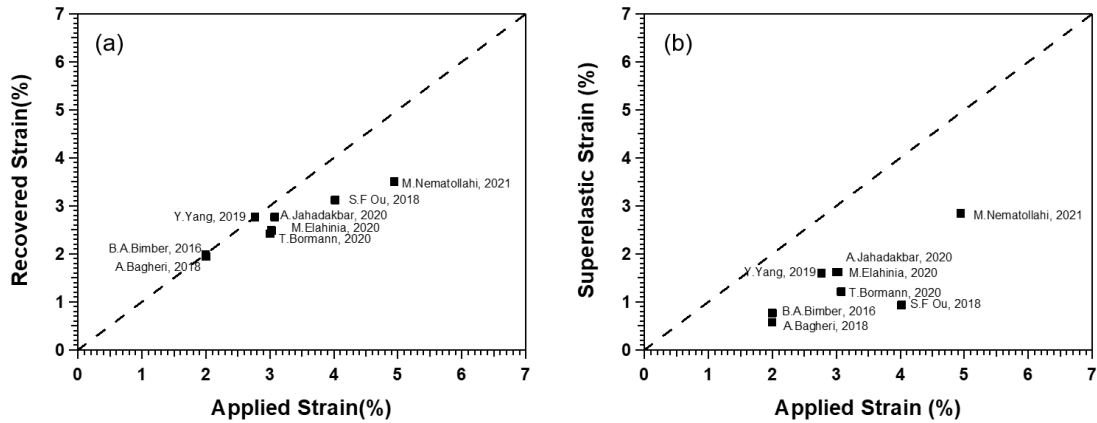 (a)
Recovered Strain(%)
7
6
5
4
3
2
1
0
M.Nematollahi, 2021
S.F Ou, 2018
Y.Yang, 2019
A.Jahadakbar, 2020
M.Elahinia, 2020
T.Bormann, 2020
B.A.Bimber, 2016
A.Bagheri, 2018
0 1 2 3 4 5 6 7
Applied Strain(%)
(b)
Superelastic Strain (%)
7
6
5
4
3
2
1
0
M.Nematollahi, 2021
A.Jahadakbar, 2020
Y.Yang, 2019
M.Elahinia, 2020
T.Bormann, 2020
S.F Ou, 2018
B.A.Bimber, 2016
A.Bagheri, 2018
0 1 2 3 4 5 6 7
Applied Strain (%)